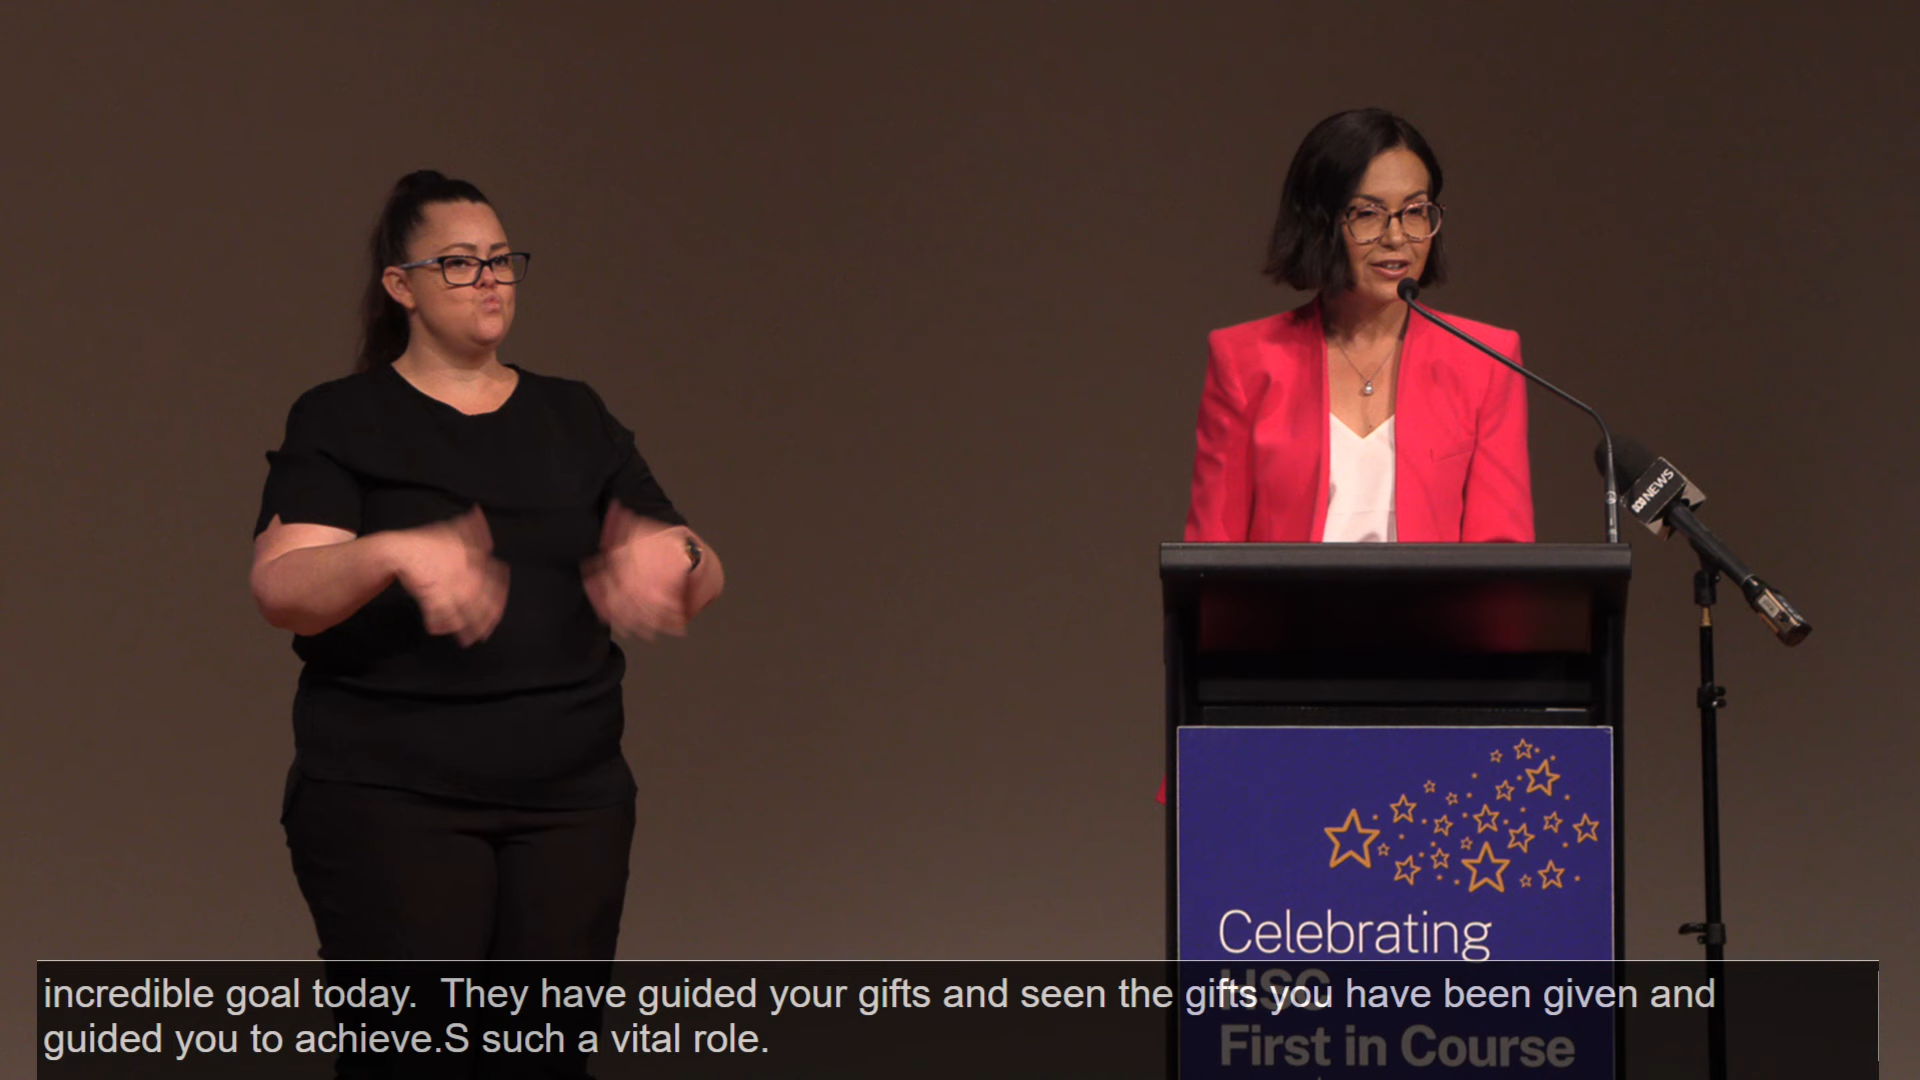 NEWS
Celebrating
HSC
First in Course
incredible goal today.  They have guided your gifts and seen the gifts you have been given and
guided you to achieve.S such a vital role.